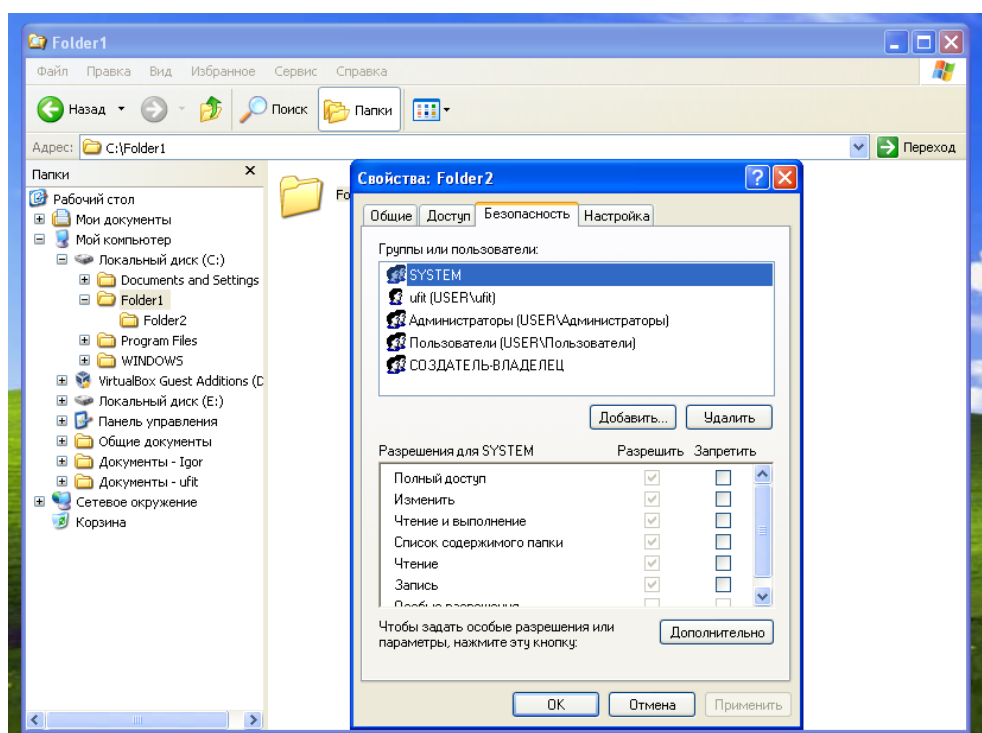 Folder1
Файл Правка Вид Избранное Сервис Справка
Назад Поиск Папки
Адрес: C:\Folder1 Переход
Папки
Рабочий стол
Мои документы
Мой компьютер
Локальный диск (C:)
Documents and Settings
Folder1
Folder2
Program Files
WINDOWS
VirtualBox Guest Additions (D
Локальный диск (E:)
Панель управления
Общие документы
Документы - Igor
Документы - ufit
Сетевое окружение
Корзина
Fo
Свойства: Folder2
Общие Доступ Безопасность Настройка
Группы или пользователи:
SYSTEM
ufit (USER\ufit)
Администраторы (USER\Администраторы)
Пользователи (USER\Пользователи)
СОЗДАТЕЛЬ-ВЛАДЕЛЕЦ
Добавить... Удалить
Разрешения для SYSTEM Разрешить Запретить
Полный доступ
Изменить
Чтение и выполнение
Список содержимого папки
Чтение
Запись
Особые разрешения
Чтобы задать особые разрешения или
параметры, нажмите эту кнопку: Дополнительно
OK Отмена Применить